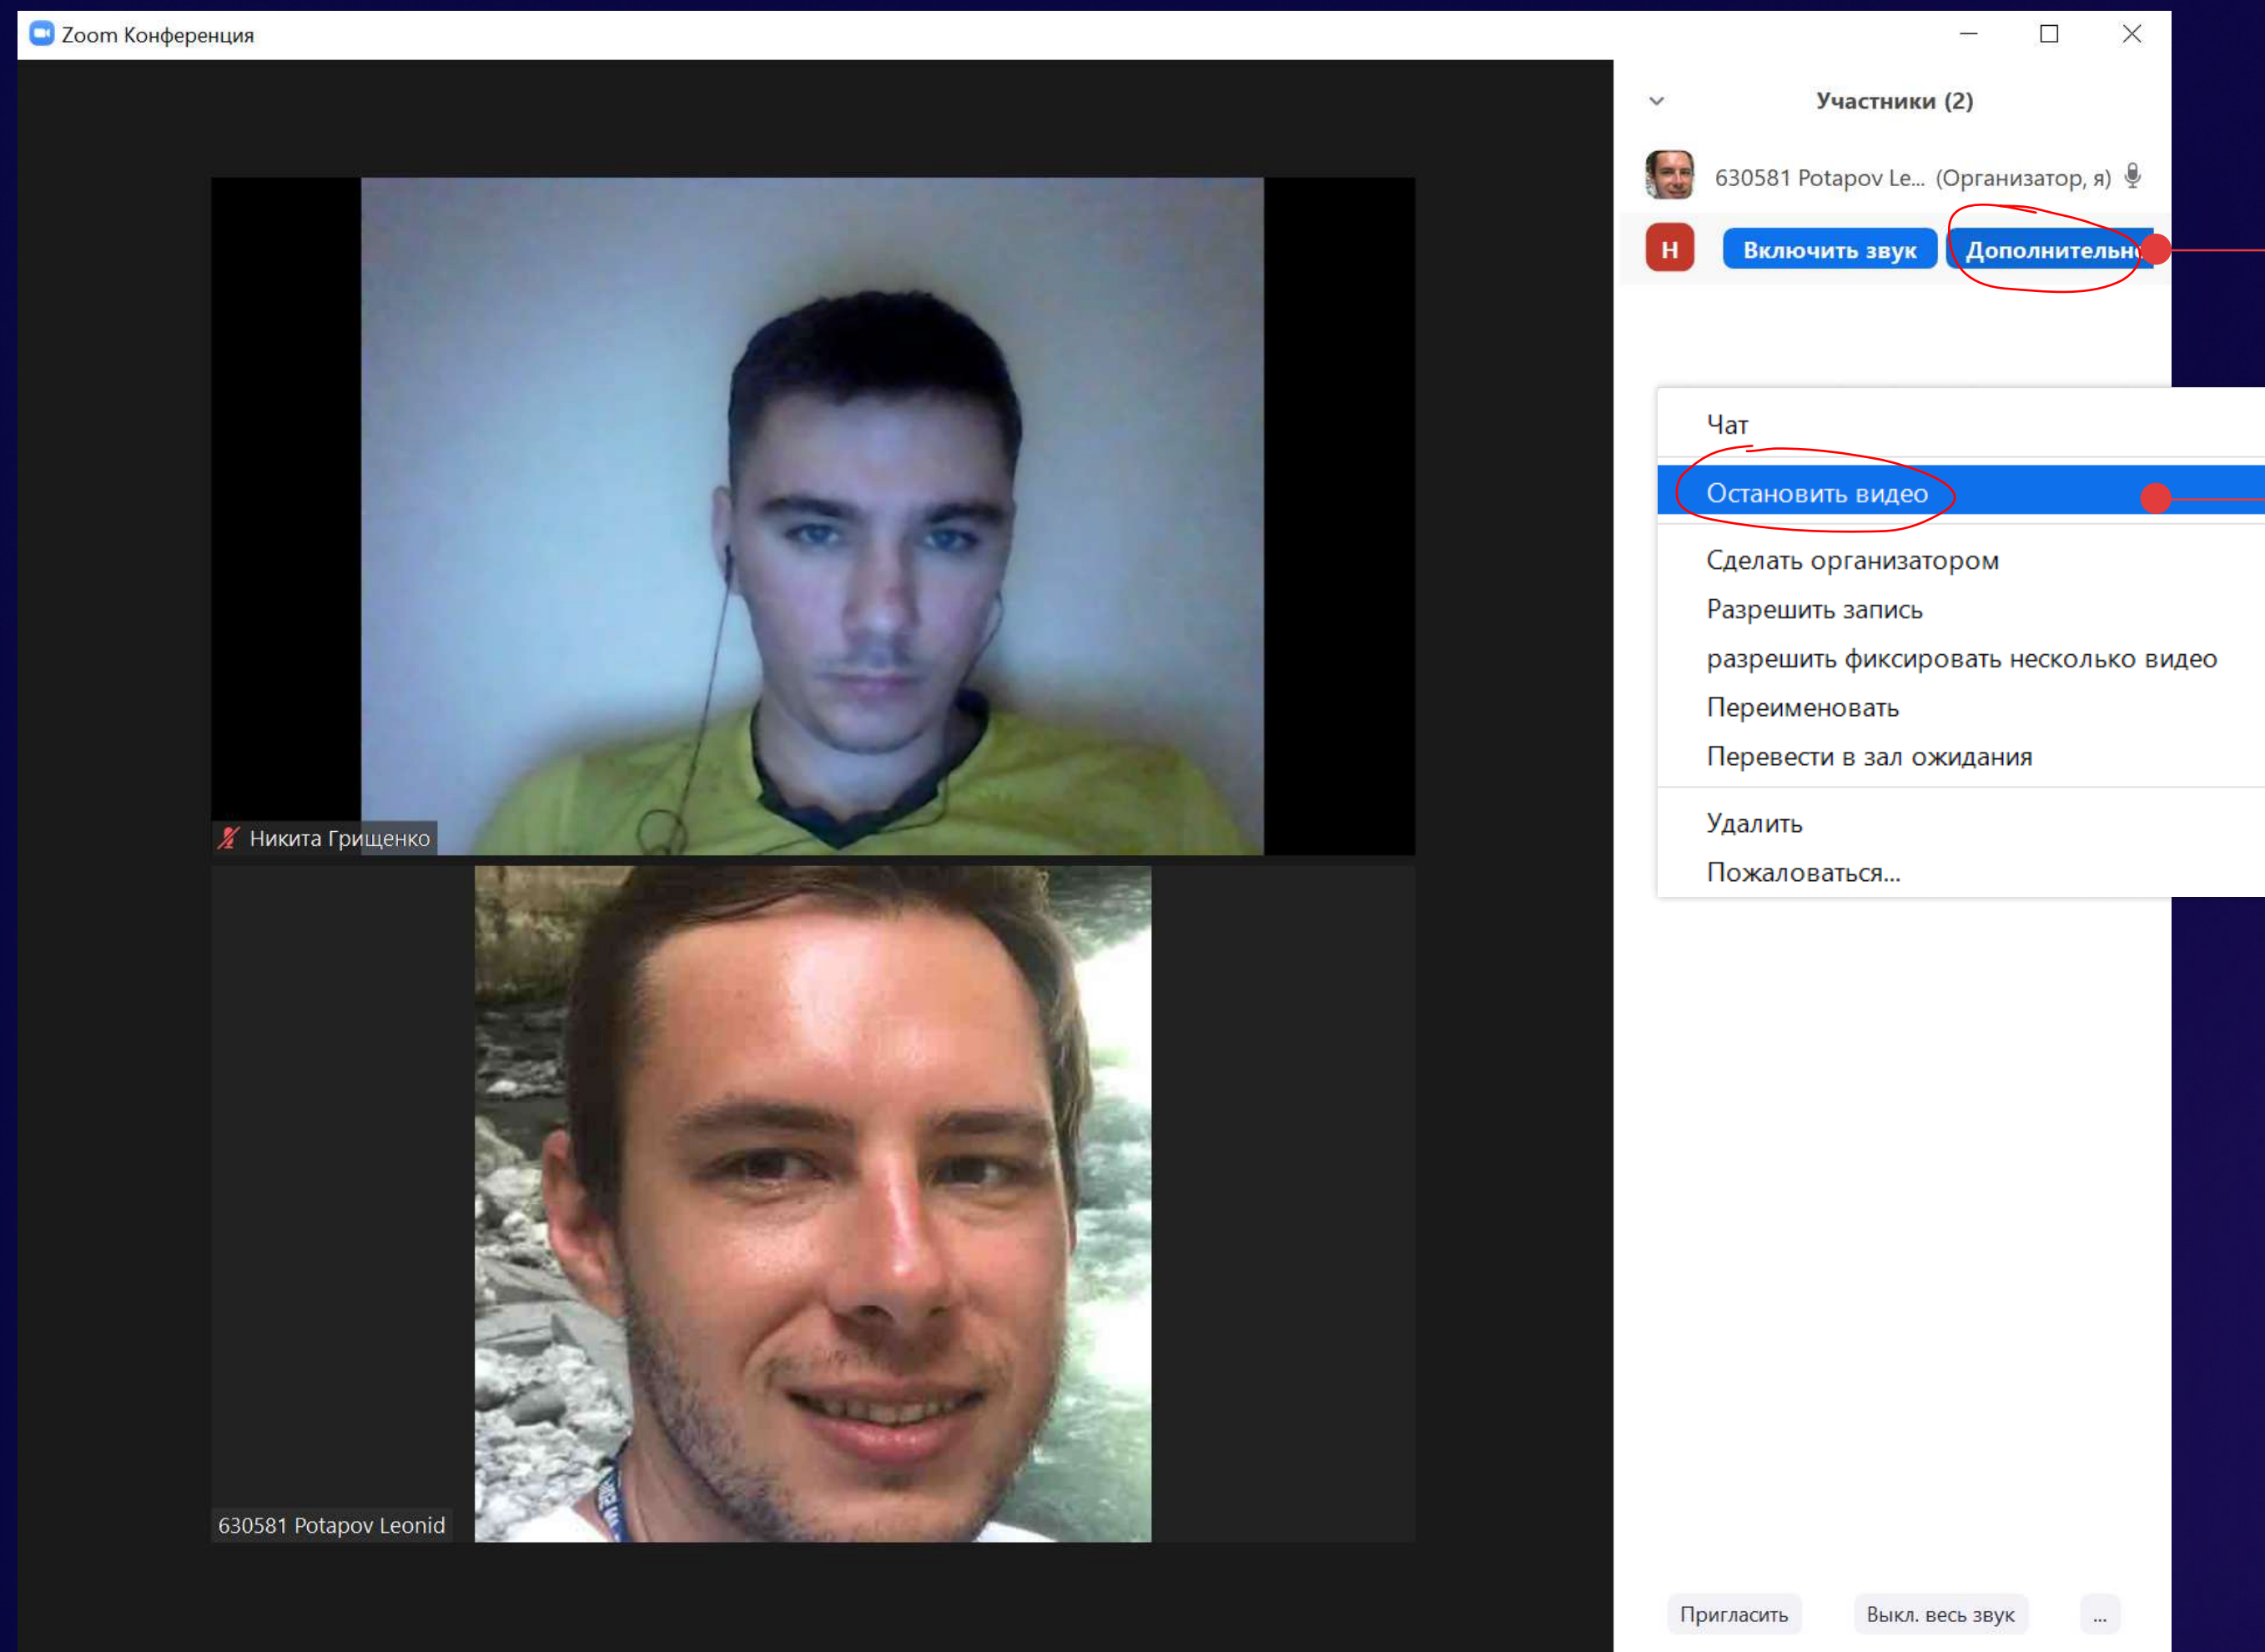 Zoom Конференция
Участники (2)
630581 Potapov Le... (Организатор, я)
Н
Включить звук
Дополнительн
Чат
Остановить видео
Сделать организатором
Разрешить запись
разрешить фиксировать несколько видео
Переименовать
Перевести в зал ожидания
Удалить
Пожаловаться...
Никита Грищенко
630581 Potapov Leonid
Пригласить
Выкл. весь звук
...